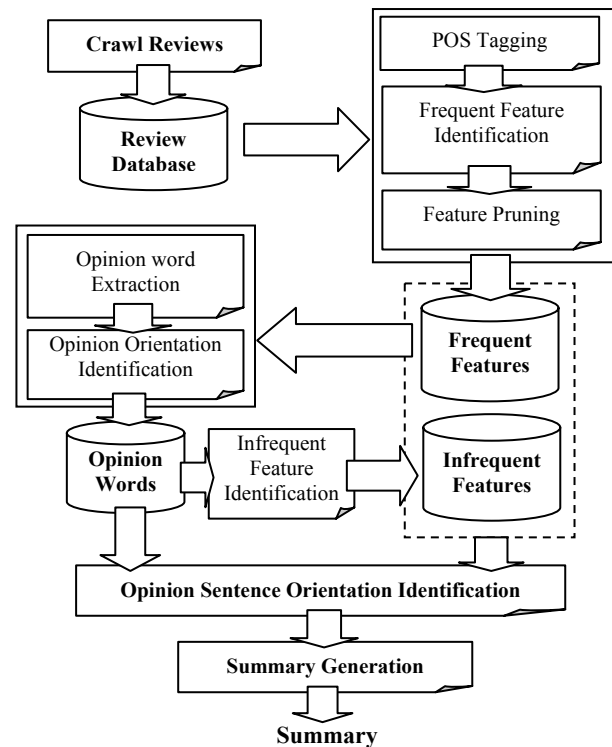 Crawl Reviews
Review
Database
POS Tagging
Frequent Feature
Identification
Feature Pruning
Opinion word
Extraction
Opinion Orientation
Identification
Frequent
Features
Opinion
Words
Infrequent
Feature
Identification
Infrequent
Features
Opinion Sentence Orientation Identification
Summary Generation
Summary